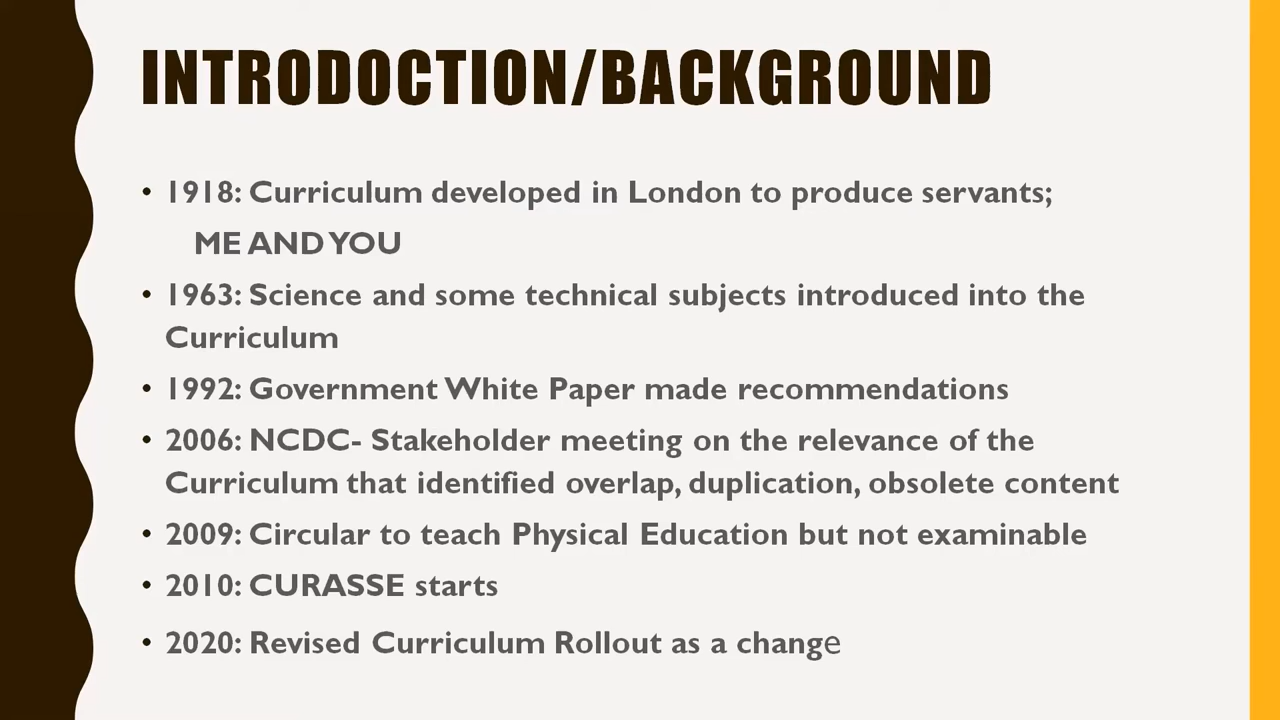 INTRODOCTION/BACKGROUND
• 1918: Curriculum developed in London to produce servants;
ME AND YOU
• 1963: Science and some technical subjects introduced into the
Curriculum
• 1992: Government White Paper made recommendations
• 2006: NCDC- Stakeholder meeting on the relevance of the
Curriculum that identified overlap, duplication, obsolete content
• 2009: Circular to teach Physical Education but not examinable
• 2010: CURASSE starts
• 2020: Revised Curriculum Rollout as a change